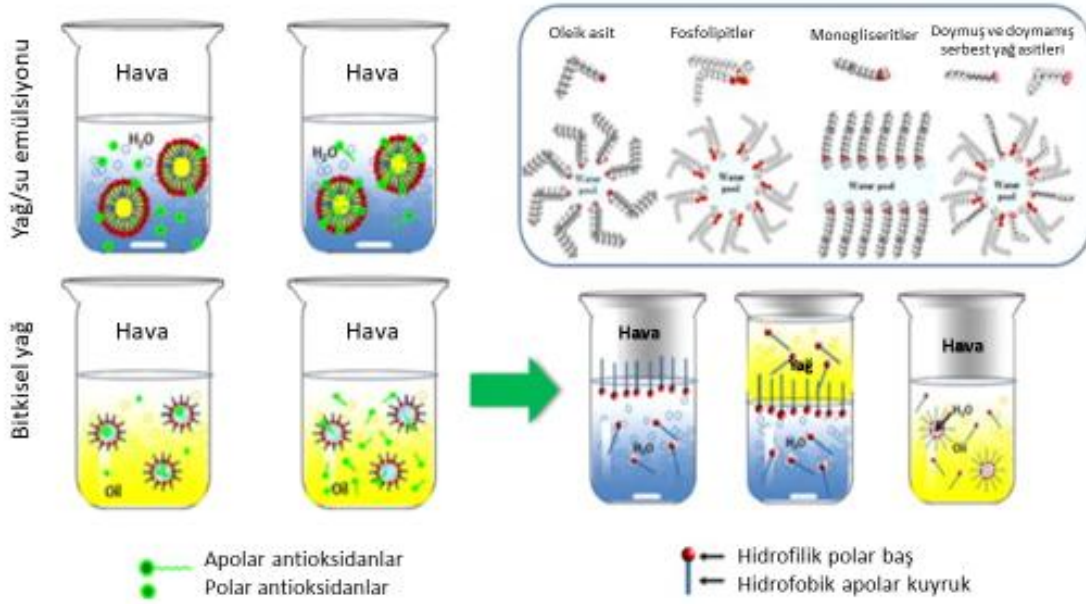 Yağ/su emülsiyonu
Hava
H₂O
Hava
H₂O
Oleik asit
Fosfolipitler
Monogliseritler
Doymuş ve doymamış
serbest yağ asitleri
Water
pool
Water
pool
Water pool
Water
pool
Bitkisel yağ
Hava
Oil
Hava
Oil
Hava
H₂O
Yağ
H₂O
Hava
H₂O
Oil
Apolar antioksidanlar
Polar antioksidanlar
Hidrofilik polar baş
Hidrofobik apolar kuyruk